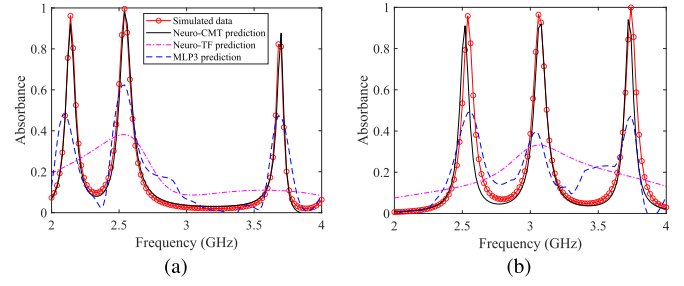 1
0.8
0.6
0.4
0.2
0
Absorbance
Simulated data
Neuro-CMT prediction
Neuro-TF prediction
MLP3 prediction
2 2.5 3 3.5 4
Frequency (GHz)
(a)
1
0.8
0.6
0.4
0.2
0
Absorbance
2 2.5 3 3.5 4
Frequency (GHz)
(b)